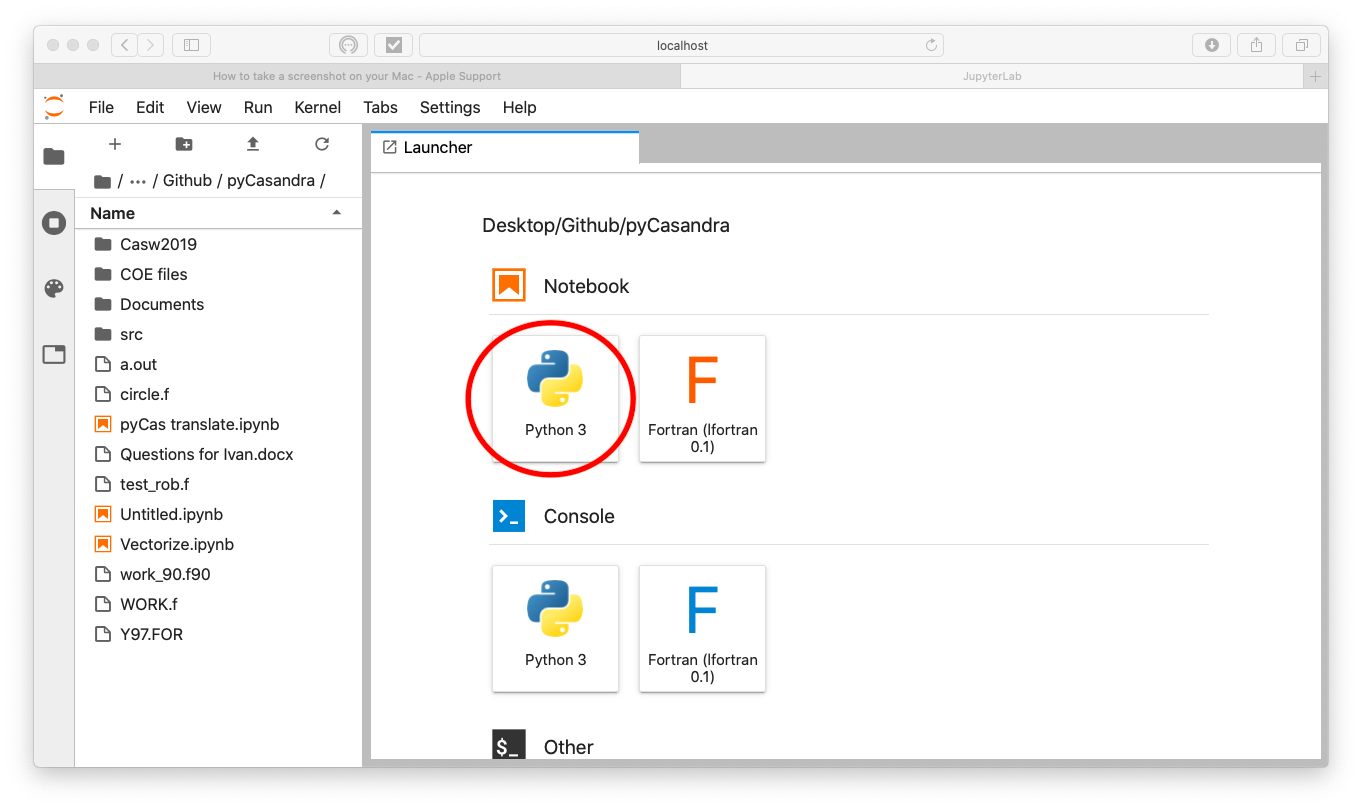 localhost
How to take a screenshot on your Mac - Apple Support
JupyterLab
File Edit View Run Kernel Tabs Settings Help
/ ··· / Github / pyCasandra /
Name
Casw2019
COE files
Documents
src
a.out
circle.f
pyCas translate.ipynb
Questions for Ivan.docx
test_rob.f
Untitled.ipynb
Vectorize.ipynb
work_90.f90
WORK.f
Y97.FOR
Launcher
Desktop/Github/pyCasandra
Notebook
Python 3
F
Fortran (lfortran
0.1)
>_
Console
Python 3
F
Fortran (lfortran
0.1)
$_
Other